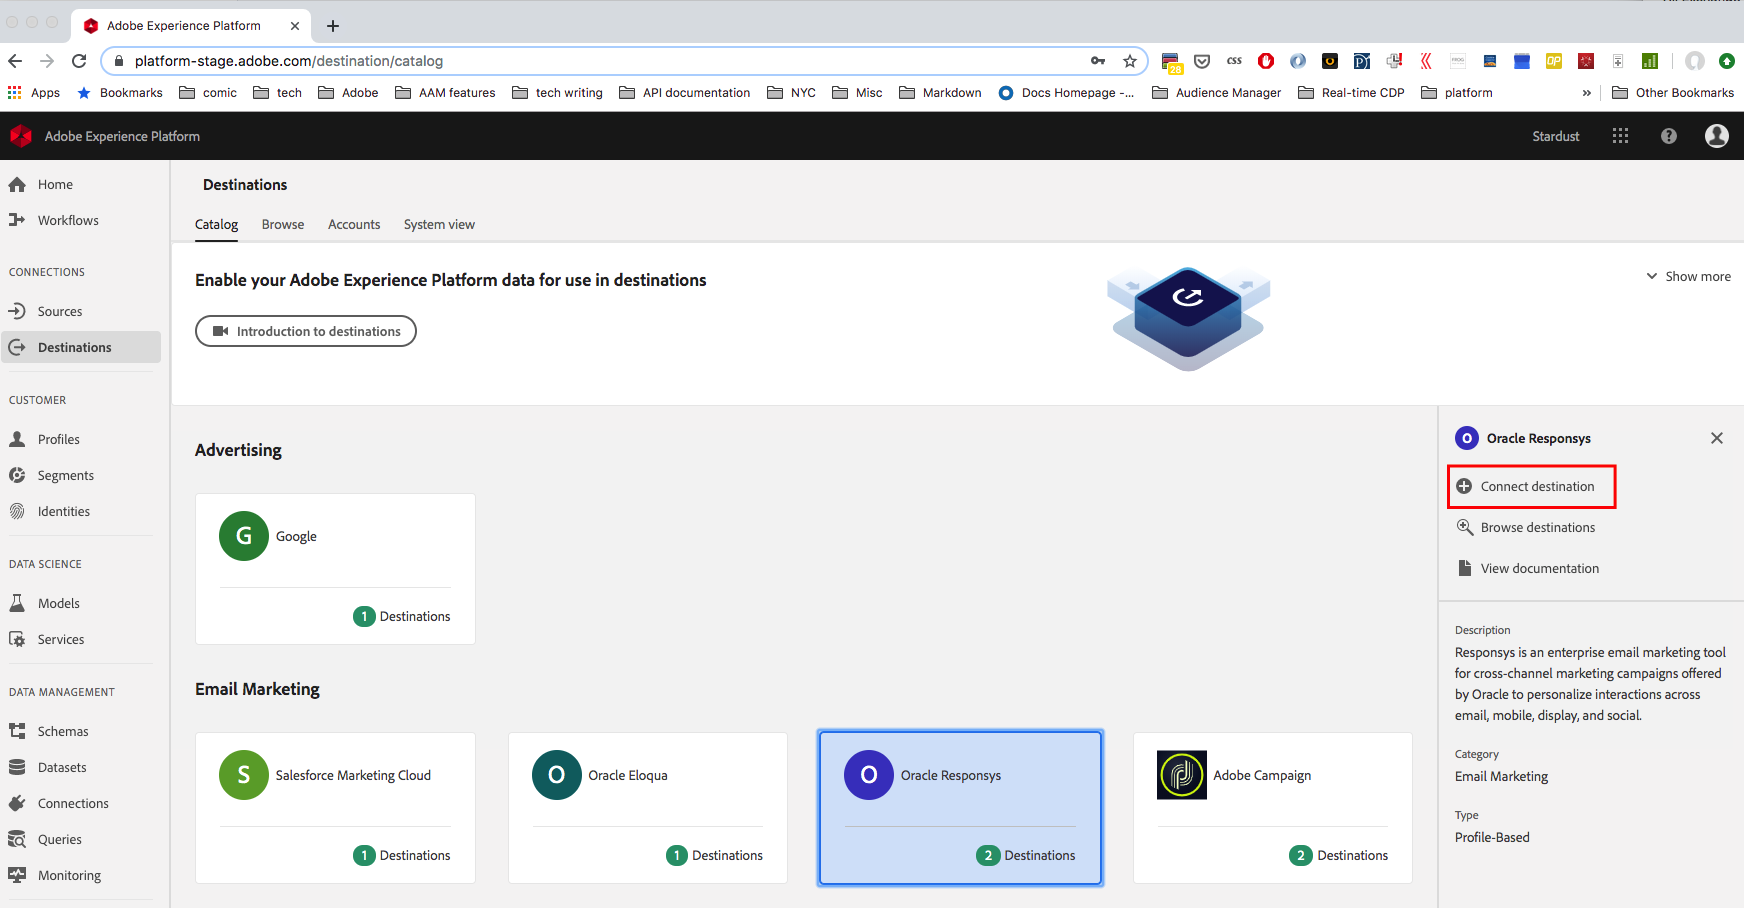 Adobe Experience Platform
platform-stage.adobe.com/destination/catalog
28
css
OP
Apps
Bookmarks
comic
tech
Adobe
AAM features
tech writing
API documentation
NYC
Misc
Markdown
Docs Homepage -...
Audience Manager
Real-time CDP
platform
»
Other Bookmarks
Adobe Experience Platform
Stardust
Home
Workflows
CONNECTIONS
Sources
Destinations
CUSTOMER
Profiles
Segments
Identities
DATA SCIENCE
Models
Services
DATA MANAGEMENT
Schemas
Datasets
Connections
Queries
Monitoring
Destinations
Catalog
Browse
Accounts
System view
Enable your Adobe Experience Platform data for use in destinations
Introduction to destinations
Show more
Advertising
G
Google
1 Destinations
Email Marketing
S
Salesforce Marketing Cloud
1 Destinations
O
Oracle Eloqua
1 Destinations
O
Oracle Responsys
2 Destinations
Adobe Campaign
2 Destinations
O
Oracle Responsys
Connect destination
Browse destinations
View documentation
Description
Responsys is an enterprise email marketing tool
for cross-channel marketing campaigns offered
by Oracle to personalize interactions across
email, mobile, display, and social.
Category
Email Marketing
Type
Profile-Based